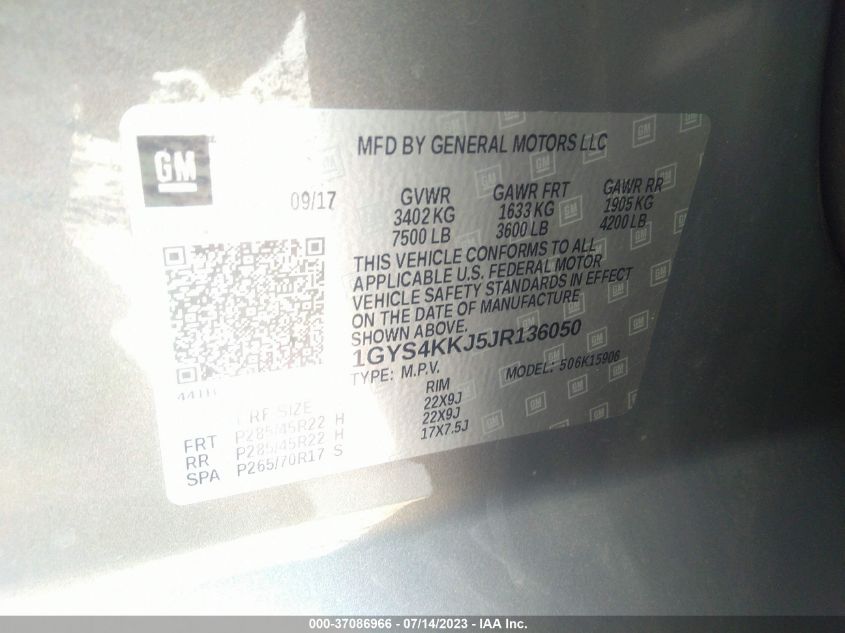 GM
MFD BY GENERAL MOTORS LLC
09/17
GVWR GAWR FRT GAWR RR
3402 KG 1633 KG 1905 KG
7500 LB 3600 LB 4200 LB
THIS VEHICLE CONFORMS TO ALL
APPLICABLE U.S. FEDERAL MOTOR
VEHICLE SAFETY STANDARDS IN EFFECT
ON THE DATE OF MANUFACTURE
SHOWN ABOVE.
1GYS4KKJ5JR136050
TYPE: M.P.V. MODEL: 506K15906
SIZE RIM
FRT P285/45R22 H 22X9J
RR P285/45R22 H 22X9J
SPA P265/70R17 S 17X7.5J
000-37086966 - 07/14/2023 - IAA Inc.